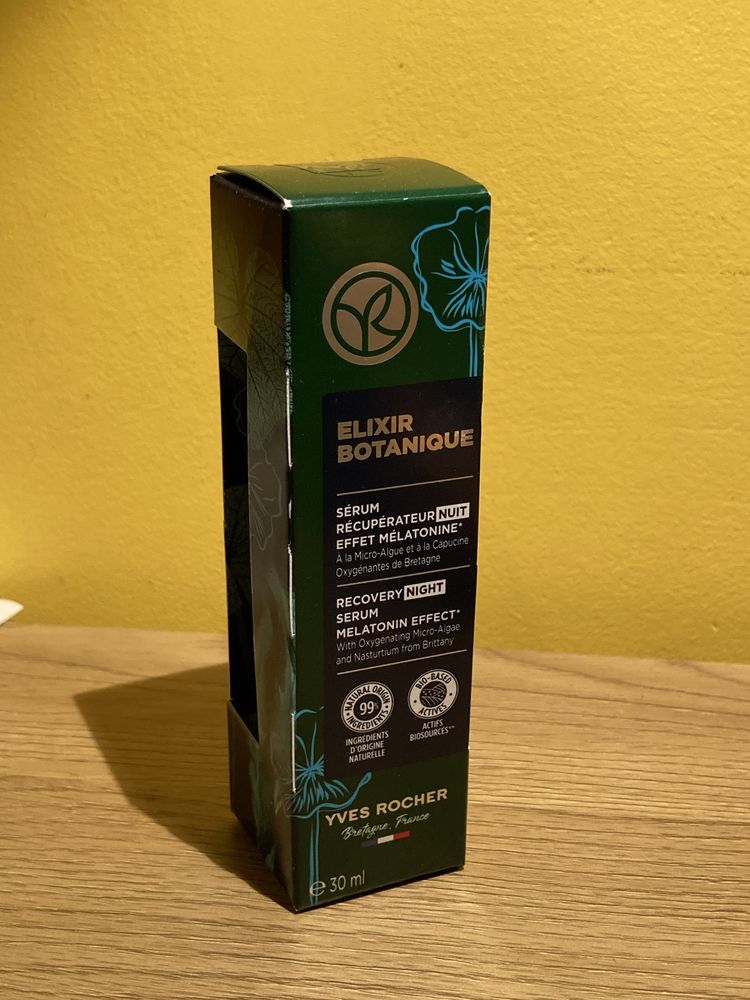 ELIXIR
BOTANIQUE
SÉRUM
RÉCUPÉRATEUR NUIT
EFFET MÉLATONINE*
À la Micro-Algue et à la Capucine
Oxygénantes de Bretagne
RECOVERY NIGHT
SERUM
MELATONIN EFFECT*
With Oxygenating Micro-Algae
and Nasturtium from Brittany
NATURAL ORIGIN
99%
INGREDIENTS
INGRÉDIENTS
D'ORIGINE
NATURELLE
BIO-BASED
ACTIVES
ACTIFS
BIOSOURCÉS**
YVES ROCHER
Bretagne, France
℮ 30 ml